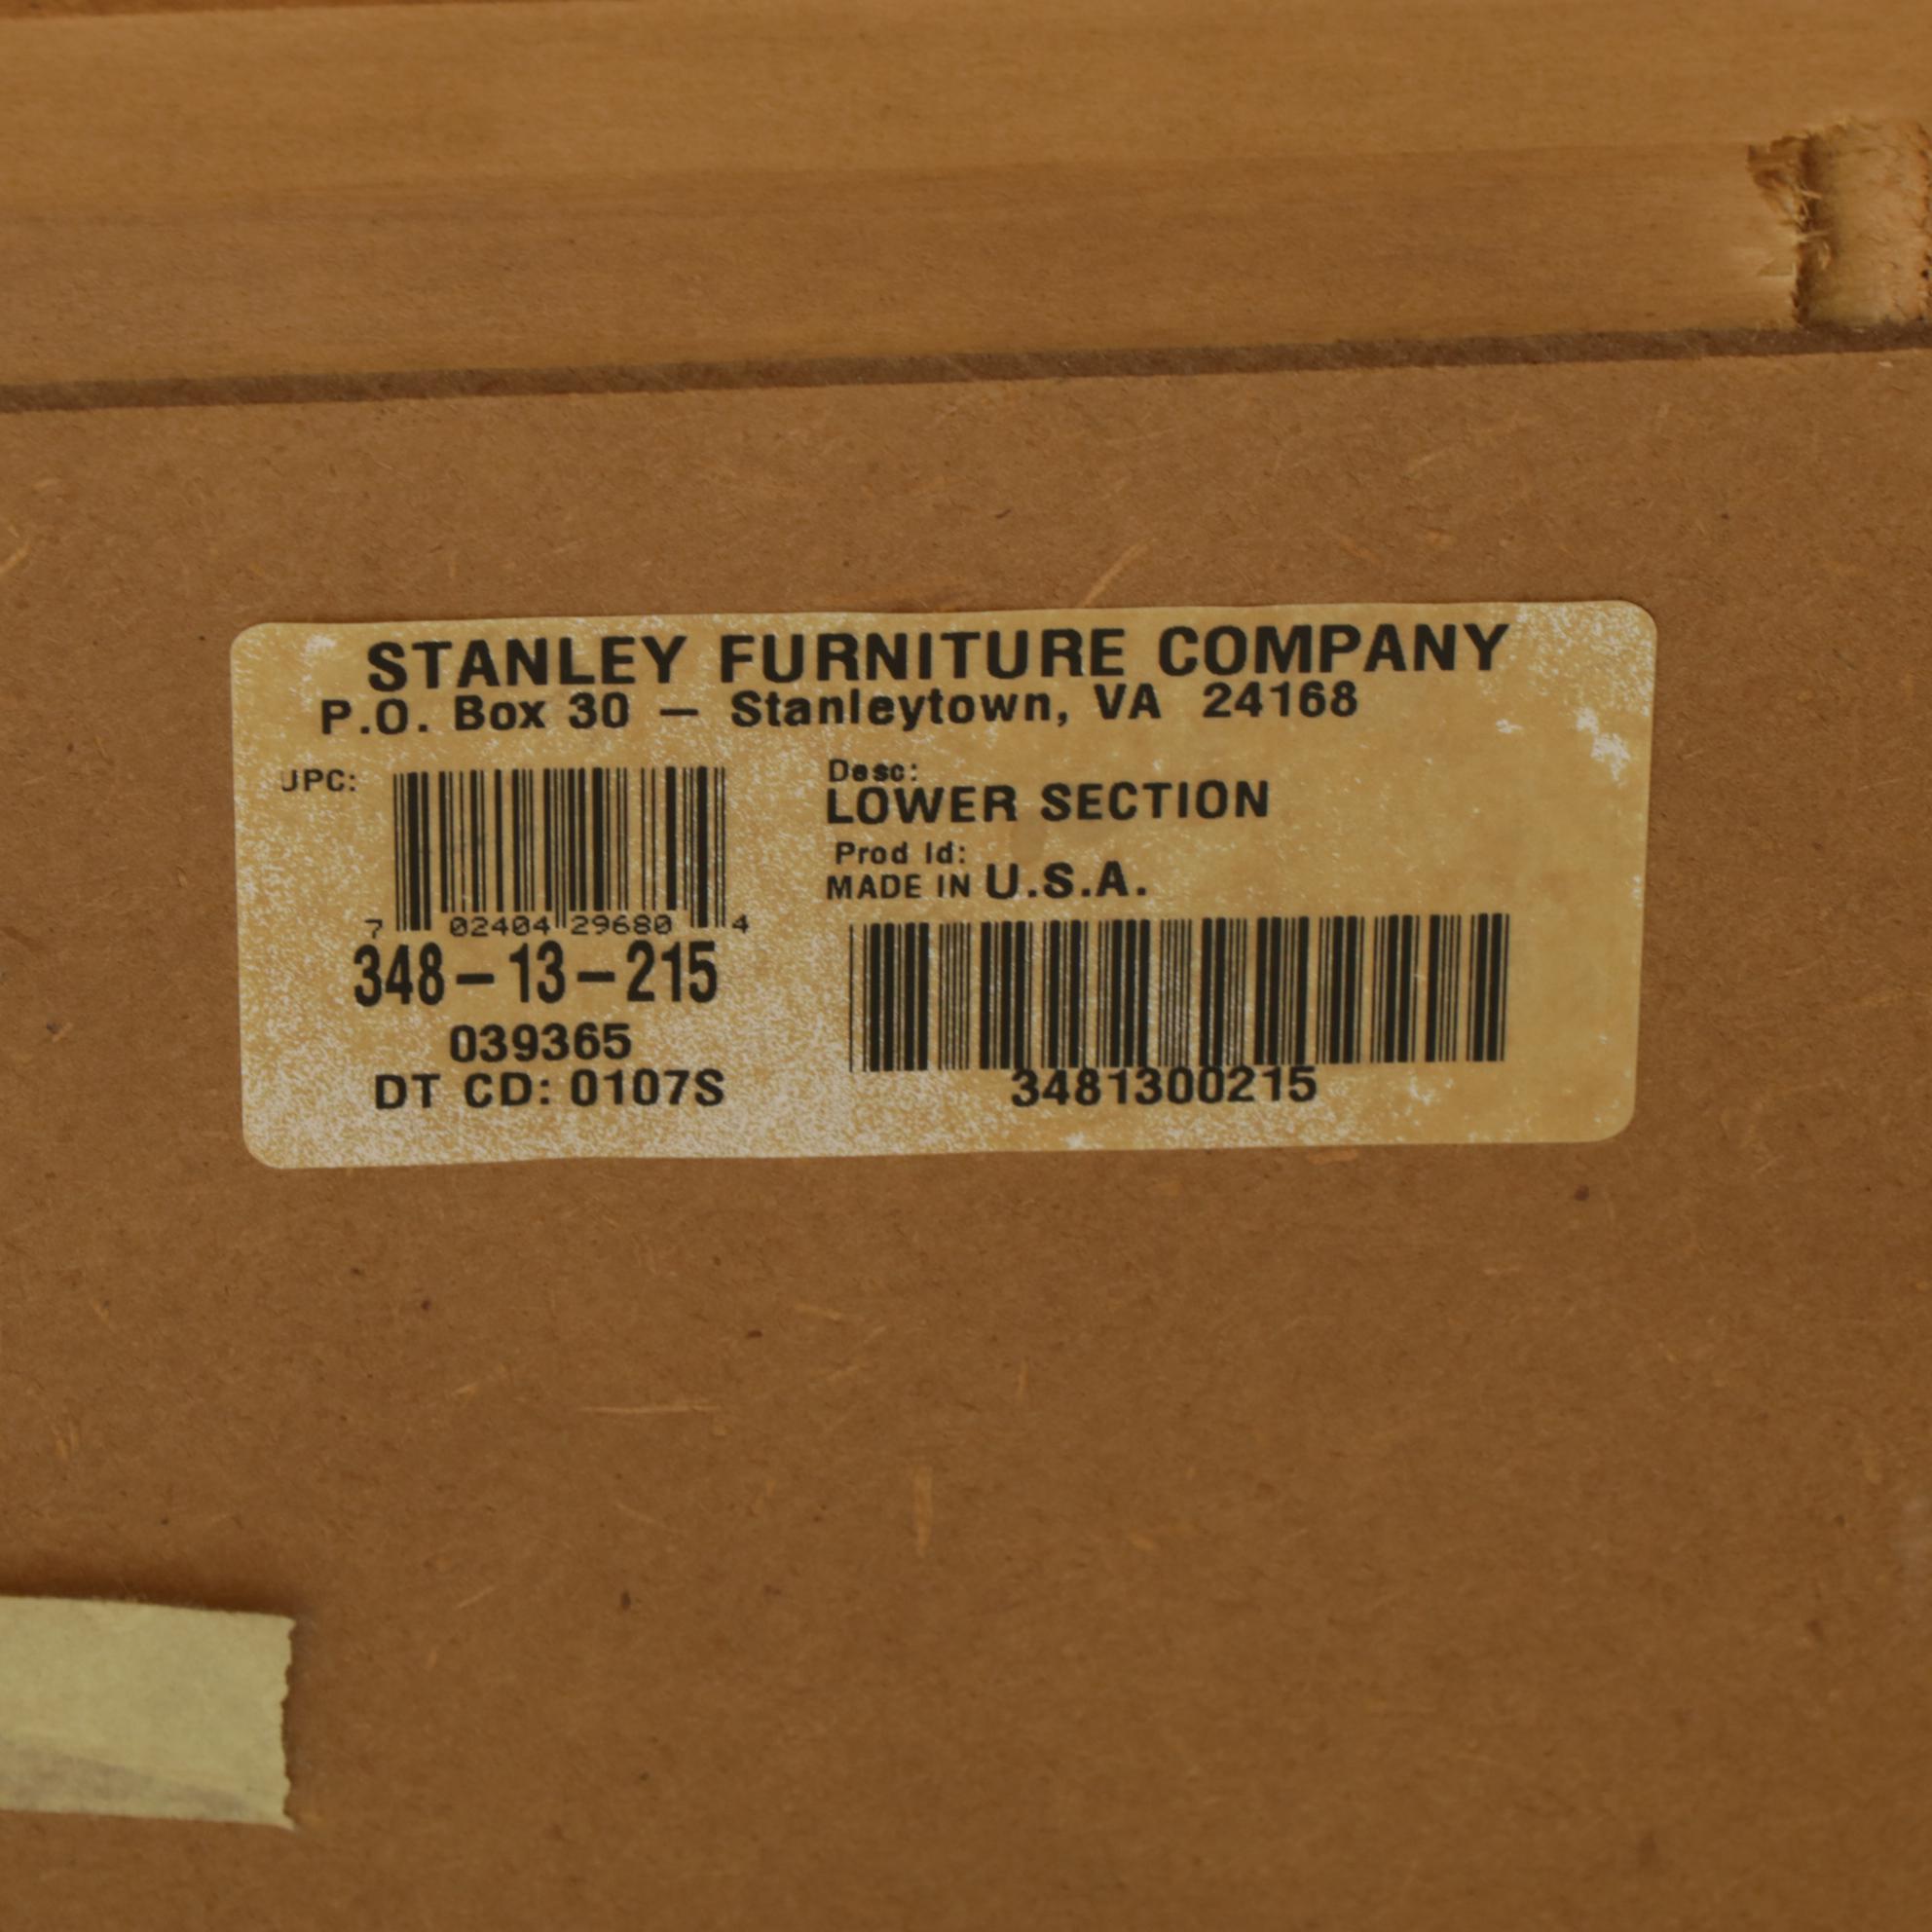 STANLEY FURNITURE COMPANY
P.O. Box 30 — Stanleytown, VA 24168
UPC:
7 02404 29680 4
348-13-215
039365
DT CD: 0107S
Desc:
LOWER SECTION
Prod Id:
MADE IN U.S.A.
3481300215